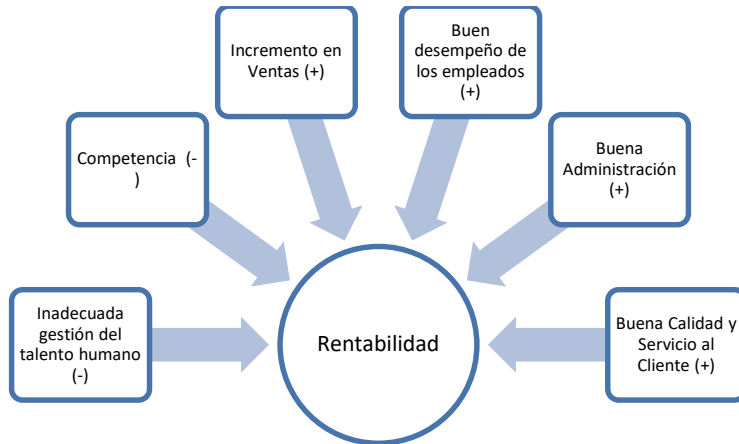 Inadecuada
gestión del
talento humano
(-)
Competencia (-
)
Incremento en
Ventas (+)
Buen
desempeño de
los empleados
(+)
Buena
Administración
(+)
Buena Calidad y
Servicio al
Cliente (+)
Rentabilidad